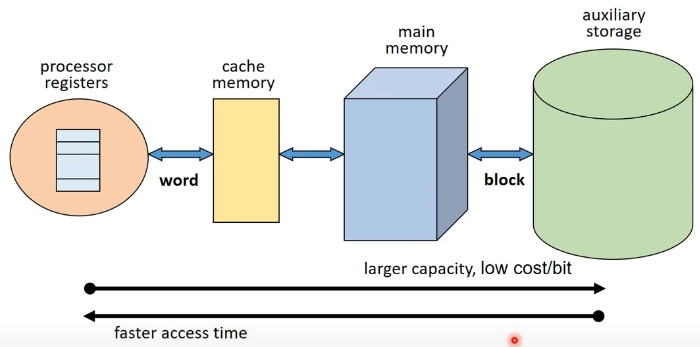 processor
registers
cache
memory
main
memory
auxiliary
storage
word
block
larger capacity, low cost/bit
faster access time